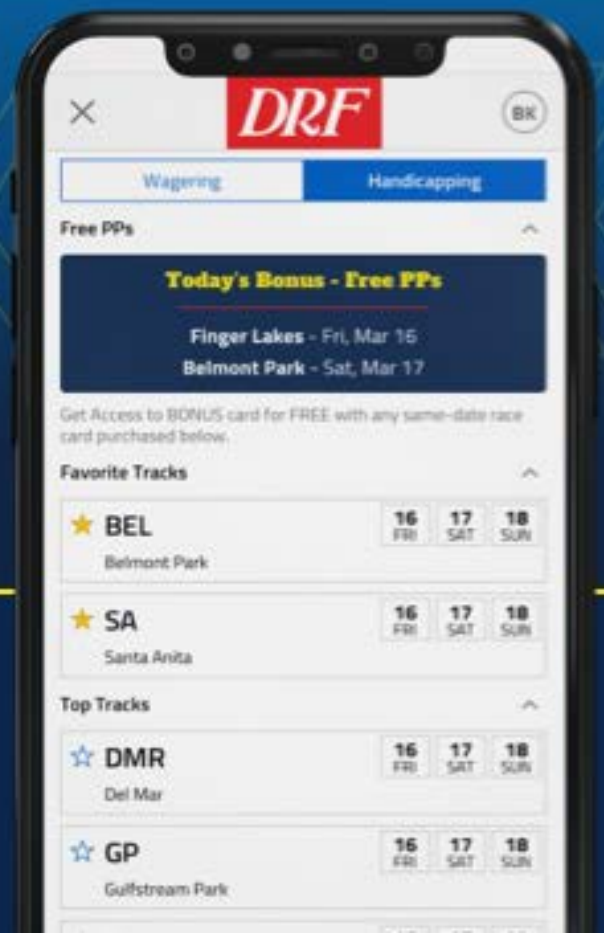 DRF
BK
Wagering
Handicapping
Free PPs
Today's Bonus - Free PPs
Finger Lakes - Fri, Mar 16
Belmont Park - Sat, Mar 17
Get Access to BONUS card for FREE with any same-date race
card purchased below.
Favorite Tracks
BEL
16 17 18
FRI SAT SUN
Belmont Park
SA
16 17 18
FRI SAT SUN
Santa Anita
Top Tracks
DMR
16 17 18
FRI SAT SUN
Del Mar
GP
16 17 18
FRI SAT SUN
Gulfstream Park